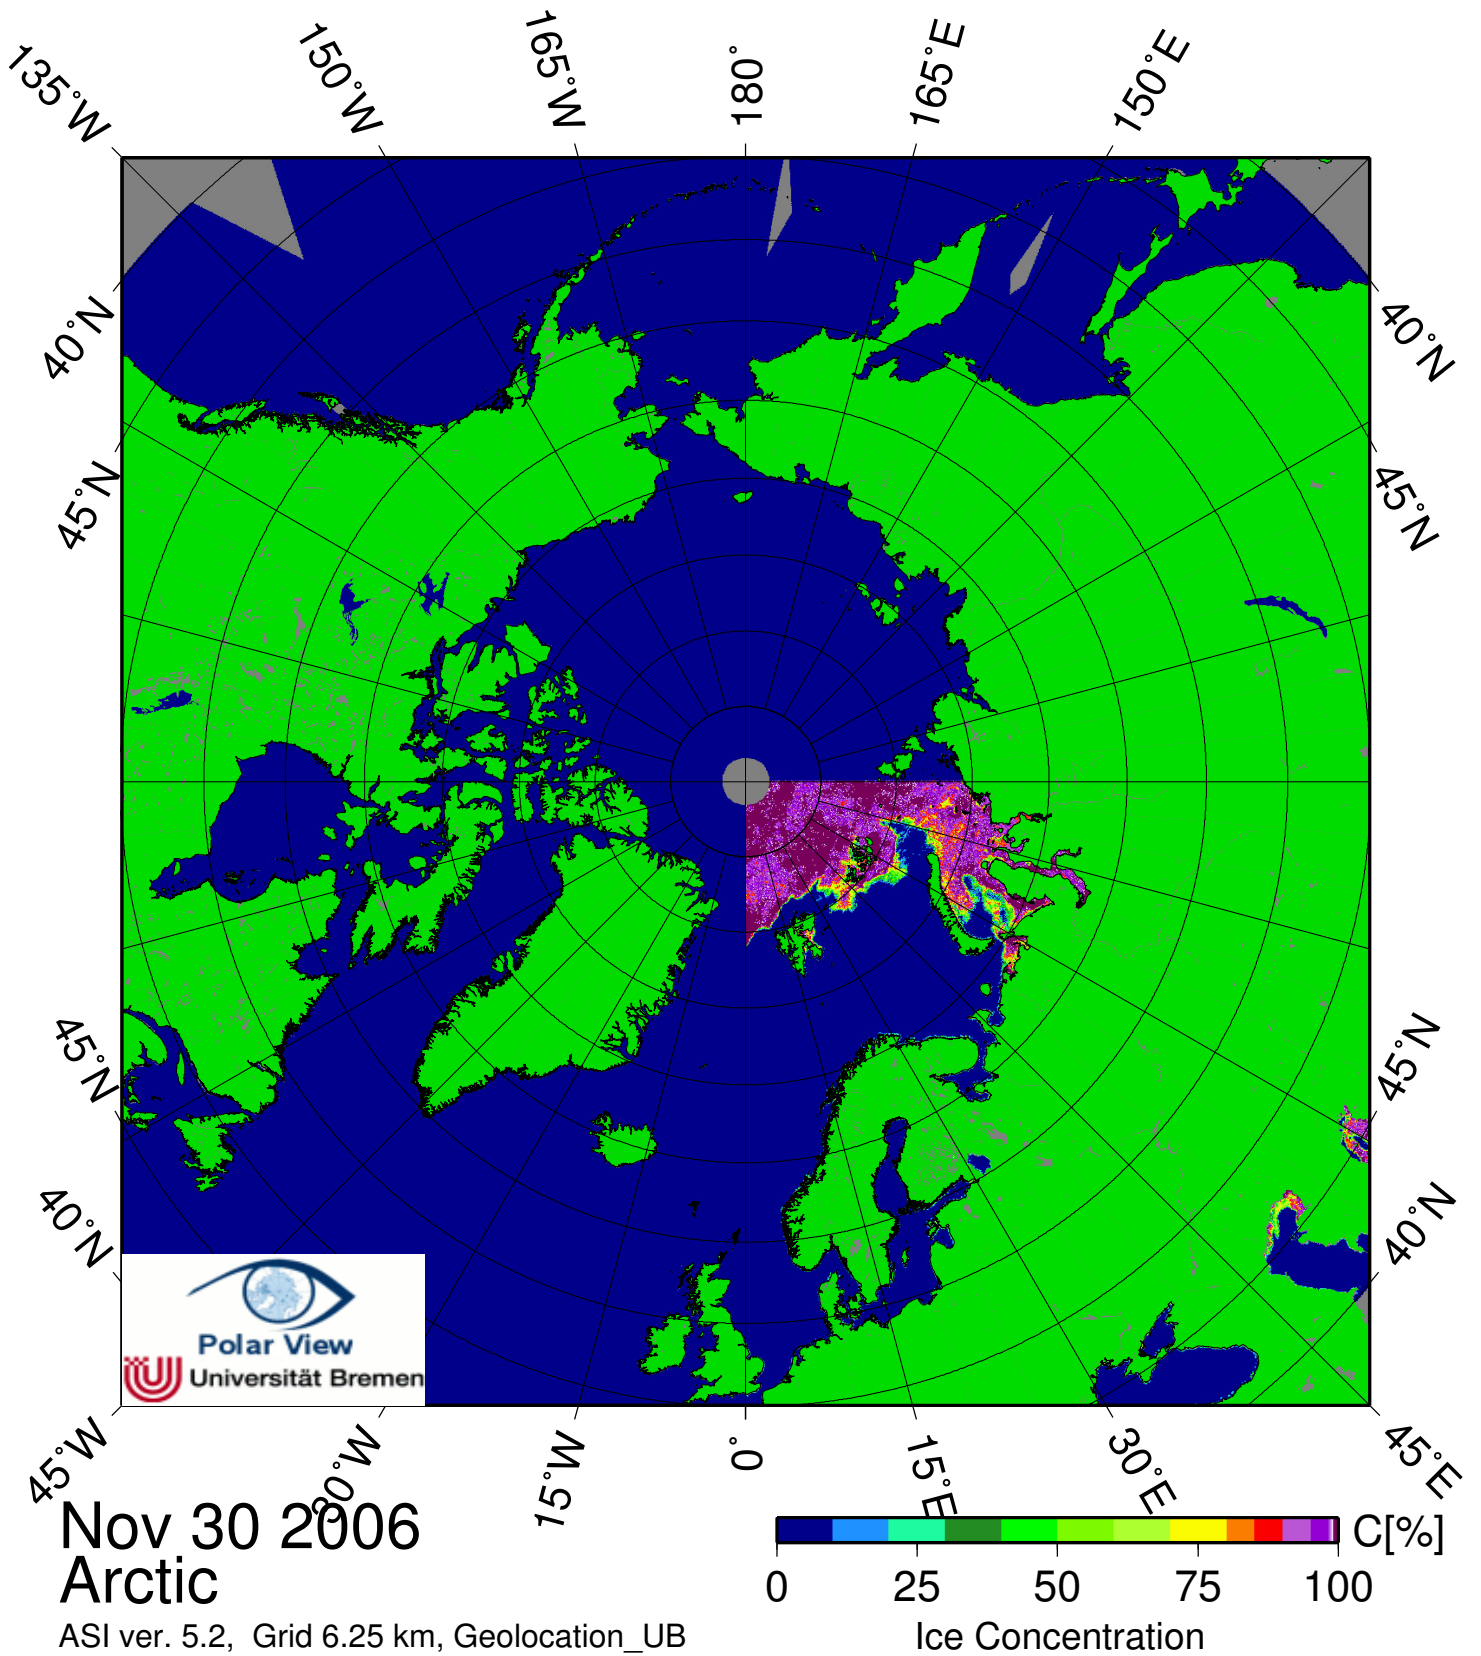 135°W
150°W
165°W
180°
165°E
150°E
40°N
40°N
45°N
45°N
45°N
45°N
40°N
40°N
Polar View
Universität Bremen
45°W
30°W
15°W
0°
15°E
30°E
45°E
Nov 30 2006
Arctic
ASI ver. 5.2, Grid 6.25 km, Geolocation_UB
C[%]
0 25 50 75 100
Ice Concentration